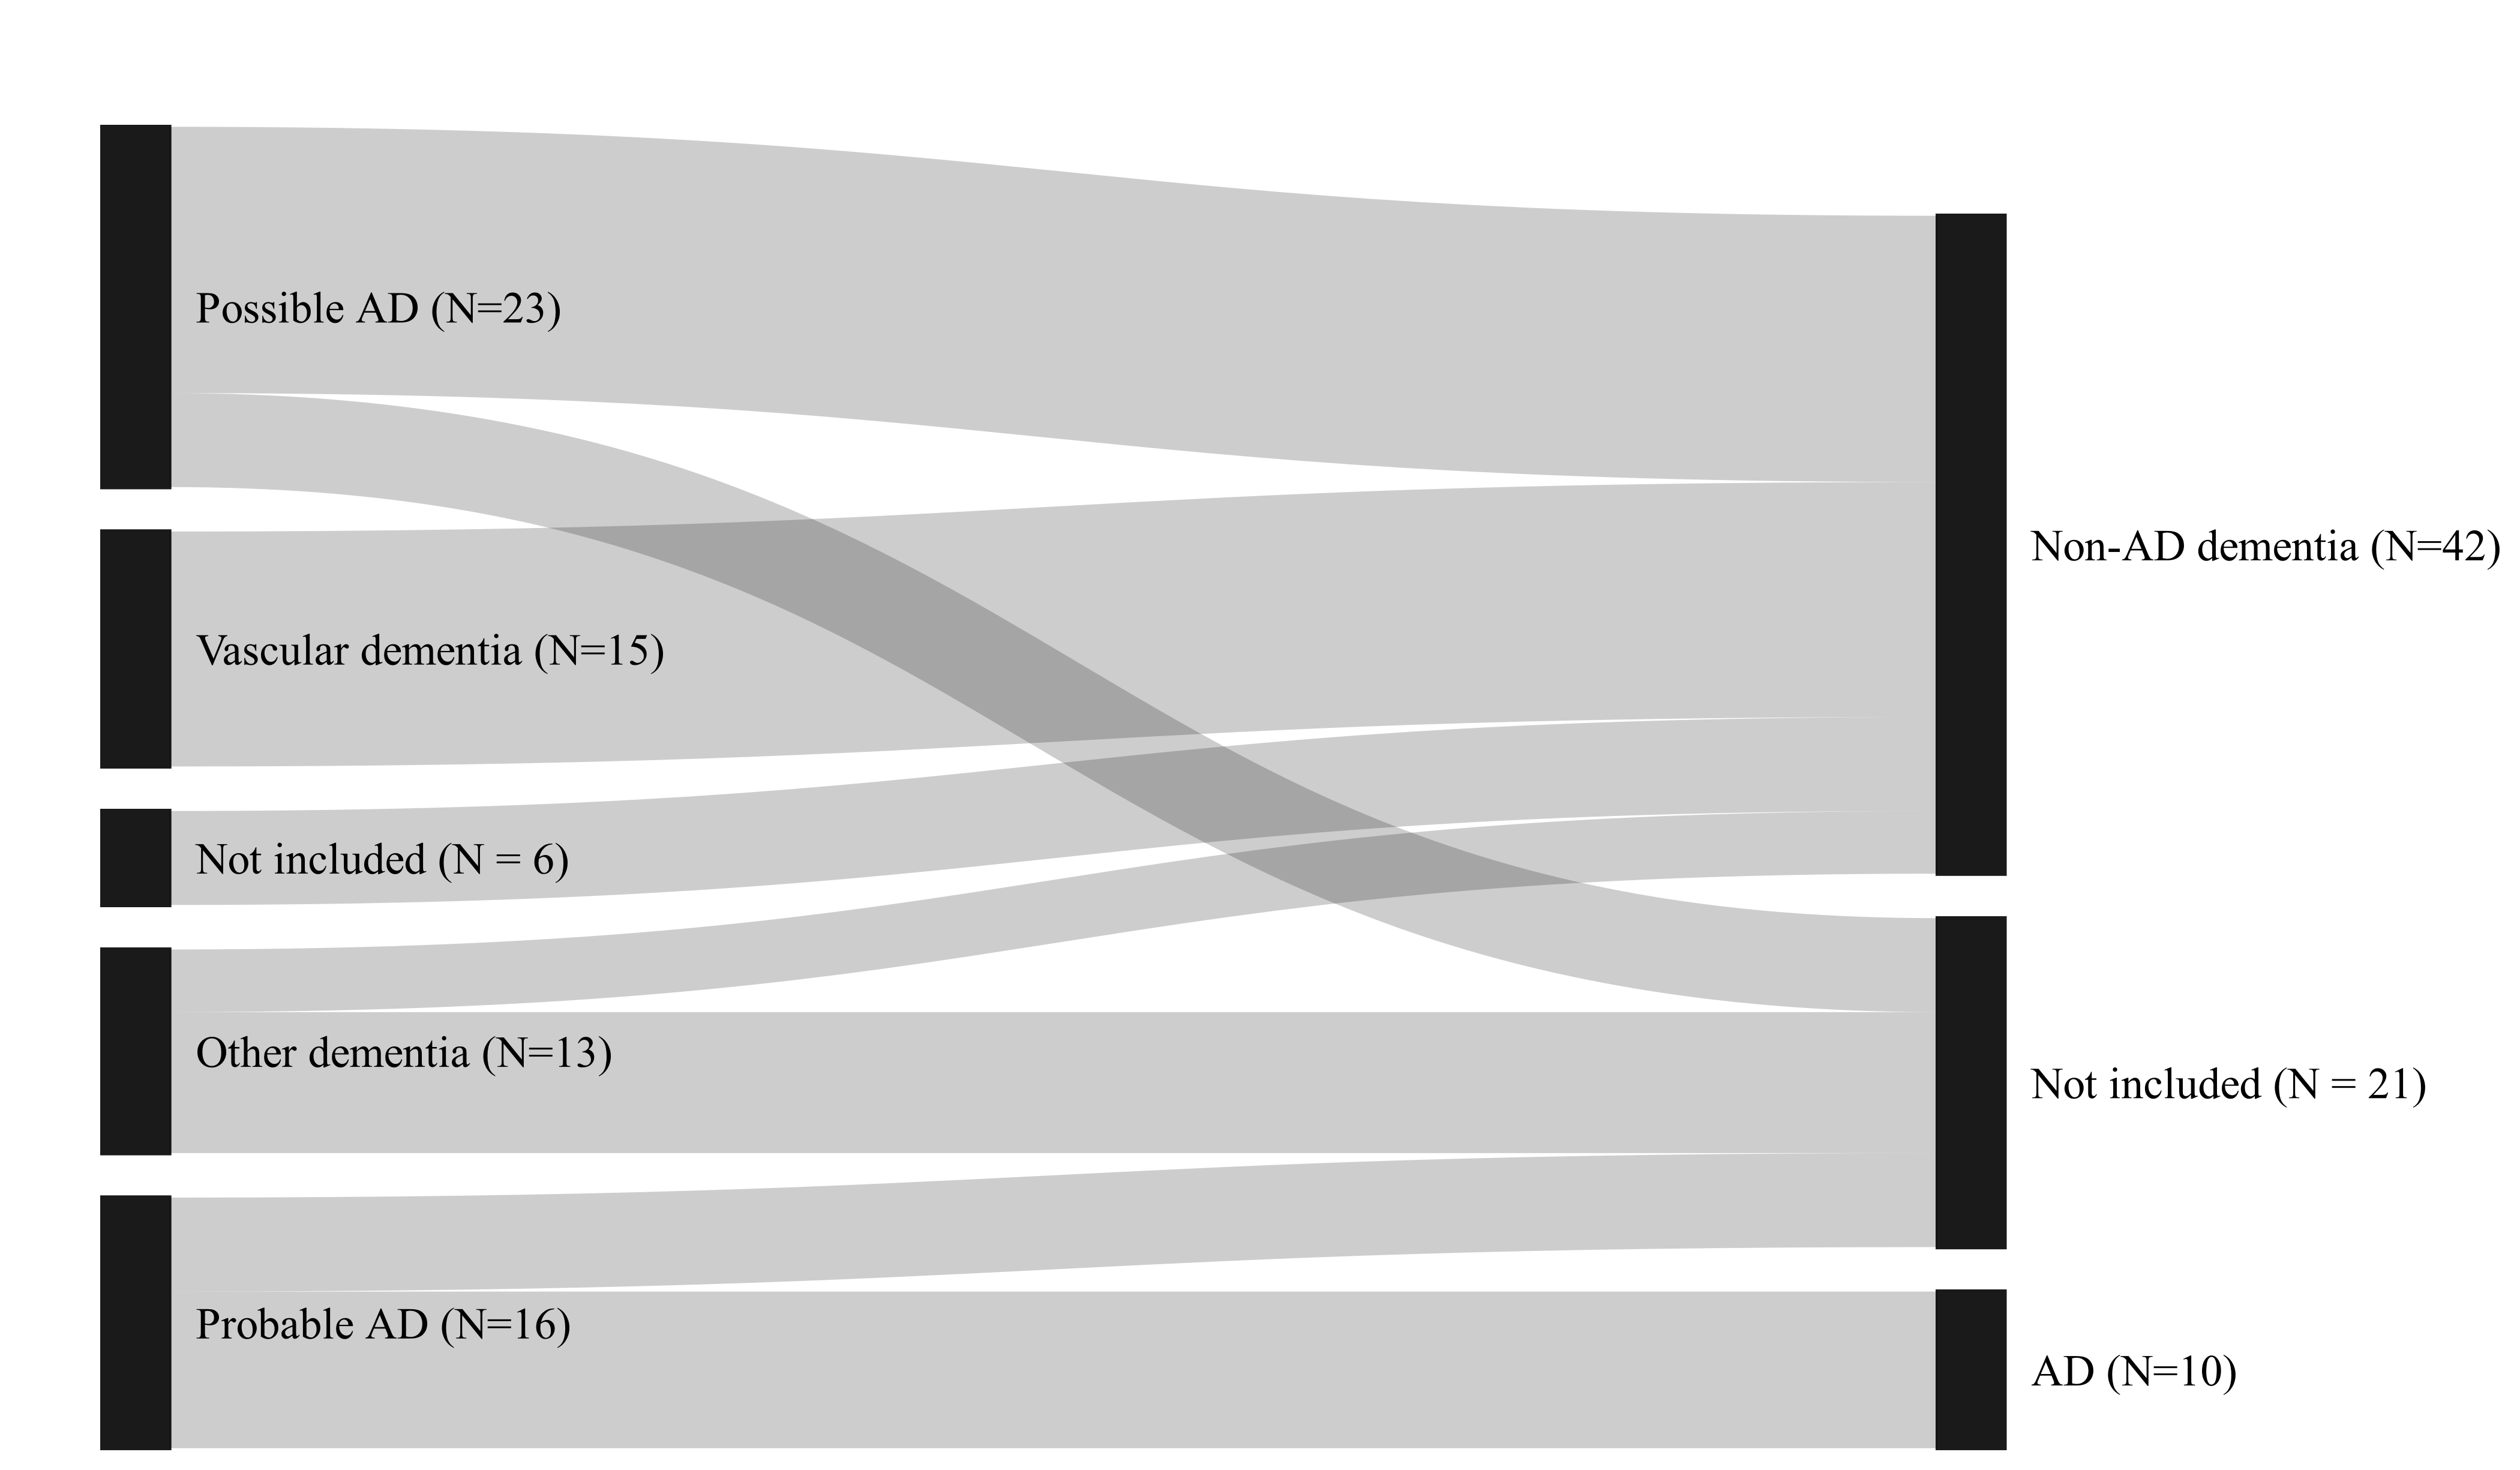 Possible AD (N=23)
Vascular dementia (N=15)
Not included (N = 6)
Other dementia (N=13)
Probable AD (N=16)
Non-AD dementia (N=42)
Not included (N = 21)
AD (N=10)